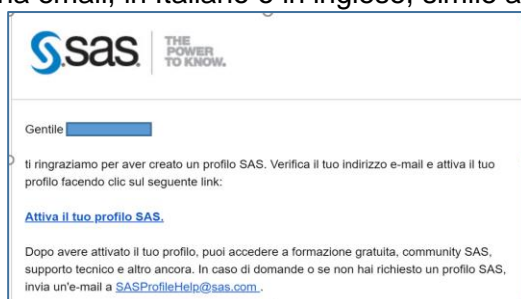 na email, in italiano o in inglese, simile a
sas THE
POWER
TO KNOW.
Gentile
ti ringraziamo per aver creato un profilo SAS. Verifica il tuo indirizzo e-mail e attiva il tuo
profilo facendo clic sul seguente link:
Attiva il tuo profilo SAS.
Dopo avere attivato il tuo profilo, puoi accedere a formazione gratuita, community SAS,
supporto tecnico e altro ancora. In caso di domande o se non hai richiesto un profilo SAS,
invia un'e-mail a SASProfileHelp@sas.com .